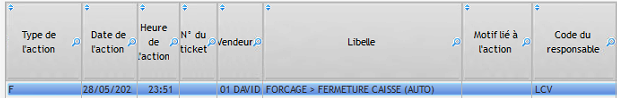 Type de
l'action
Date de
l'action
Heure
de
l'action
N° du
ticket
Vendeur
Libelle
Motif lié à
l'action
Code du
responsable
F 28/05/202 23:51 01 DAVID FORCAGE > FERMETURE CAISSE (AUTO) LCV